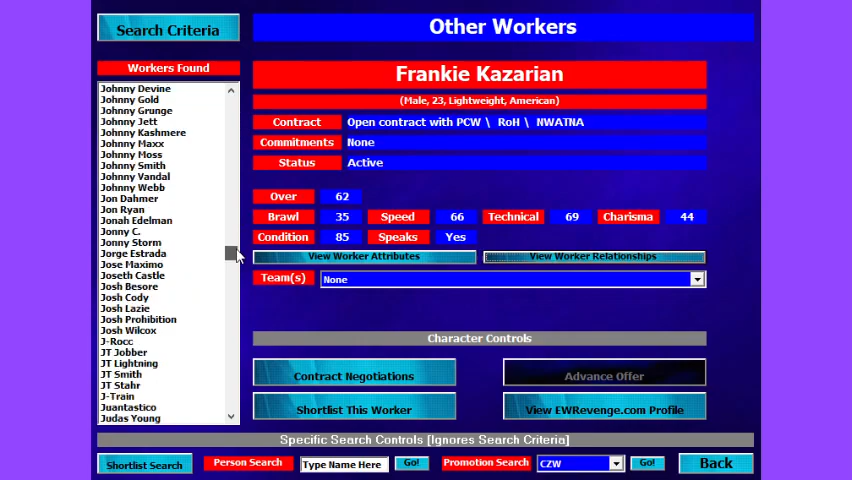 Search Criteria
Other Workers
Workers Found
Johnny Devine
Johnny Gold
Johnny Grunge
Johnny Jett
Johnny Kashmere
Johnny Maxx
Johnny Moss
Johnny Smith
Johnny Vandal
Johnny Webb
Jon Dahmer
Jon Ryan
Jonah Edelman
Jonny C.
Jonny Storm
Jorge Estrada
Jose Maximo
Joseth Castle
Josh Besore
Josh Cody
Josh Lazie
Josh Prohibition
Josh Wilcox
J-Rocc
JT Jobber
JT Lightning
JT Smith
JT Stahr
J-Train
Juantastico
Judas Young
Frankie Kazarian
(Male, 23, Lightweight, American)
Contract Open contract with PCW \ RoH \ NWATNA
Commitments None
Status Active
Over 62
Brawl 35 Speed 66 Technical 69 Charisma 44
Condition 85 Speaks Yes
View Worker Attributes View Worker Relationships
Team(s) None
Character Controls
Contract Negotiations Advance Offer
Shortlist This Worker View EWRevenge.com Profile
Specific Search Controls [Ignores Search Criteria]
Shortlist Search Person Search Type Name Here Go! Promotion Search CZW Go! Back